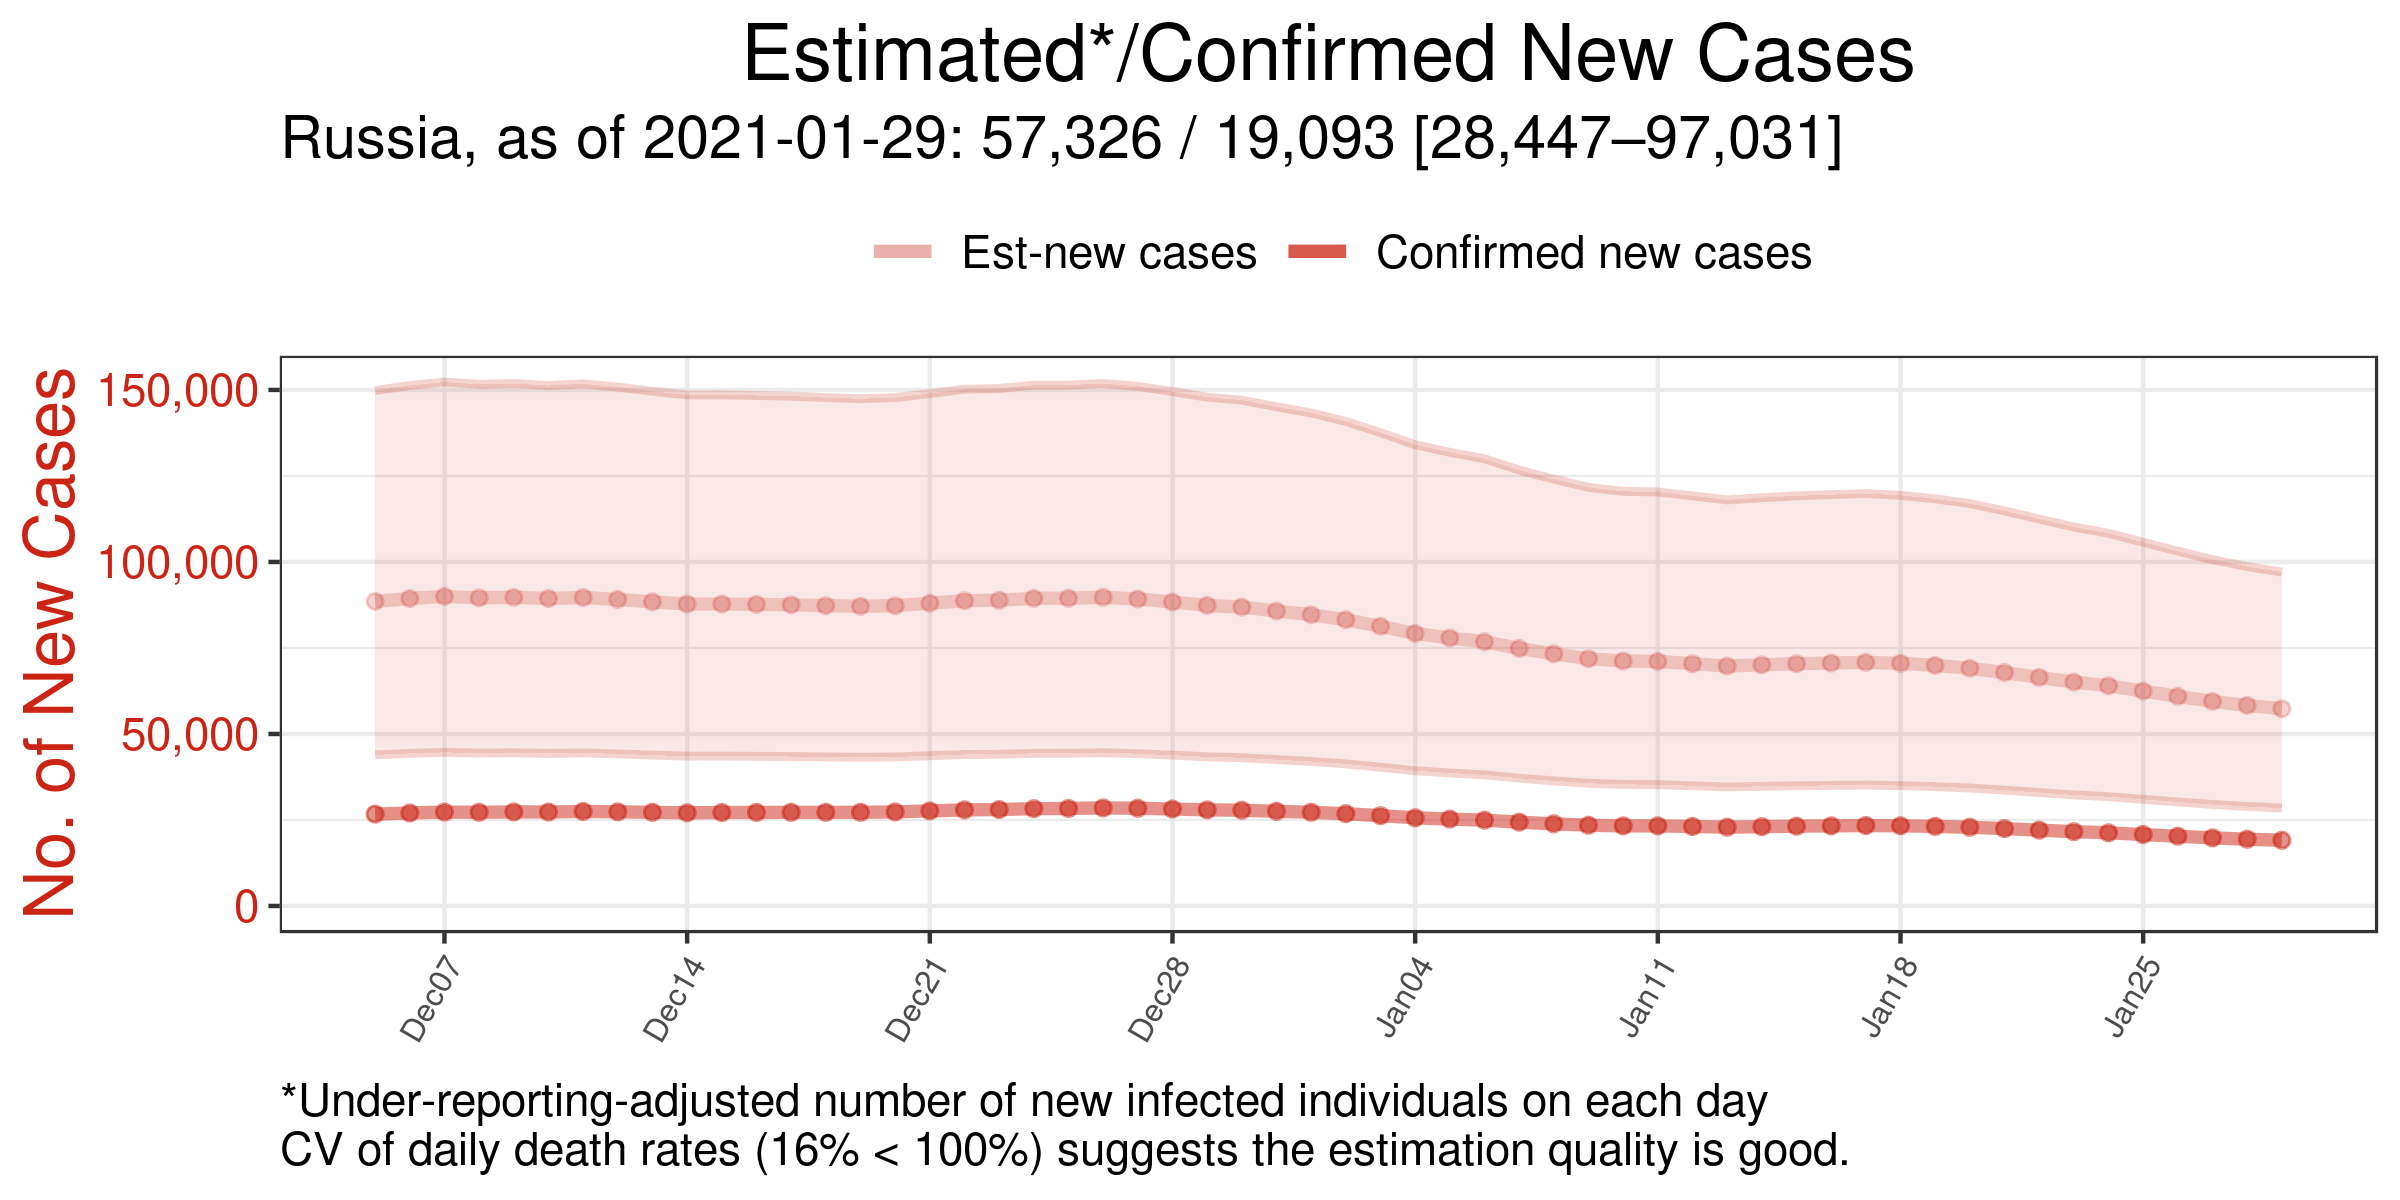 Estimated*/Confirmed New Cases
Russia, as of 2021-01-29: 57,326 / 19,093 [28,447–97,031]
Est-new cases
Confirmed new cases
No. of New Cases
150,000
100,000
50,000
0
Dec07
Dec14
Dec21
Dec28
Jan04
Jan11
Jan18
Jan25
*Under-reporting-adjusted number of new infected individuals on each day
CV of daily death rates (16% < 100%) suggests the estimation quality is good.